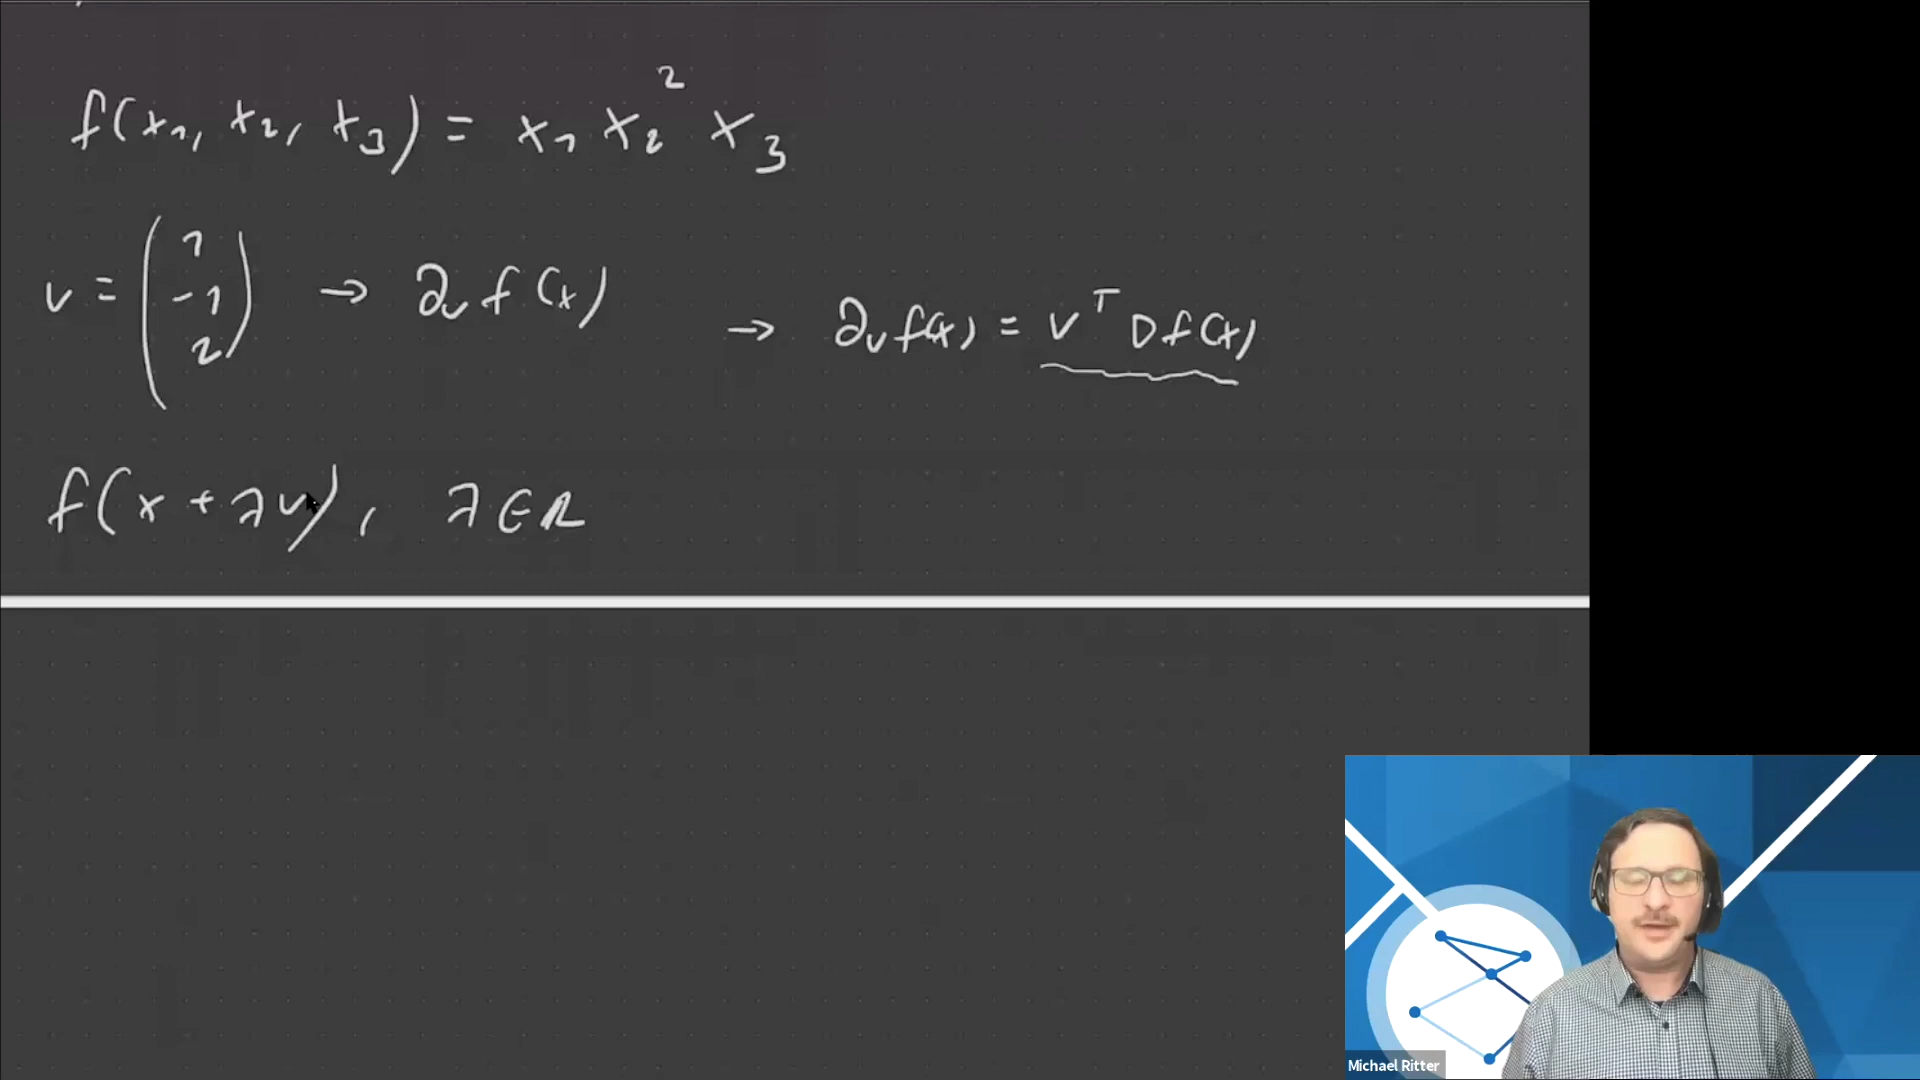 f(x₁, x₂, x₃) = x₁ x₂² x₃
v = (1 -1 2) → ∂ᵥ f(x)
→ ∂ᵥ f(x) = vᵀ Df(x)
f(x + λv), λ ∈ ℝ
Michael Ritter